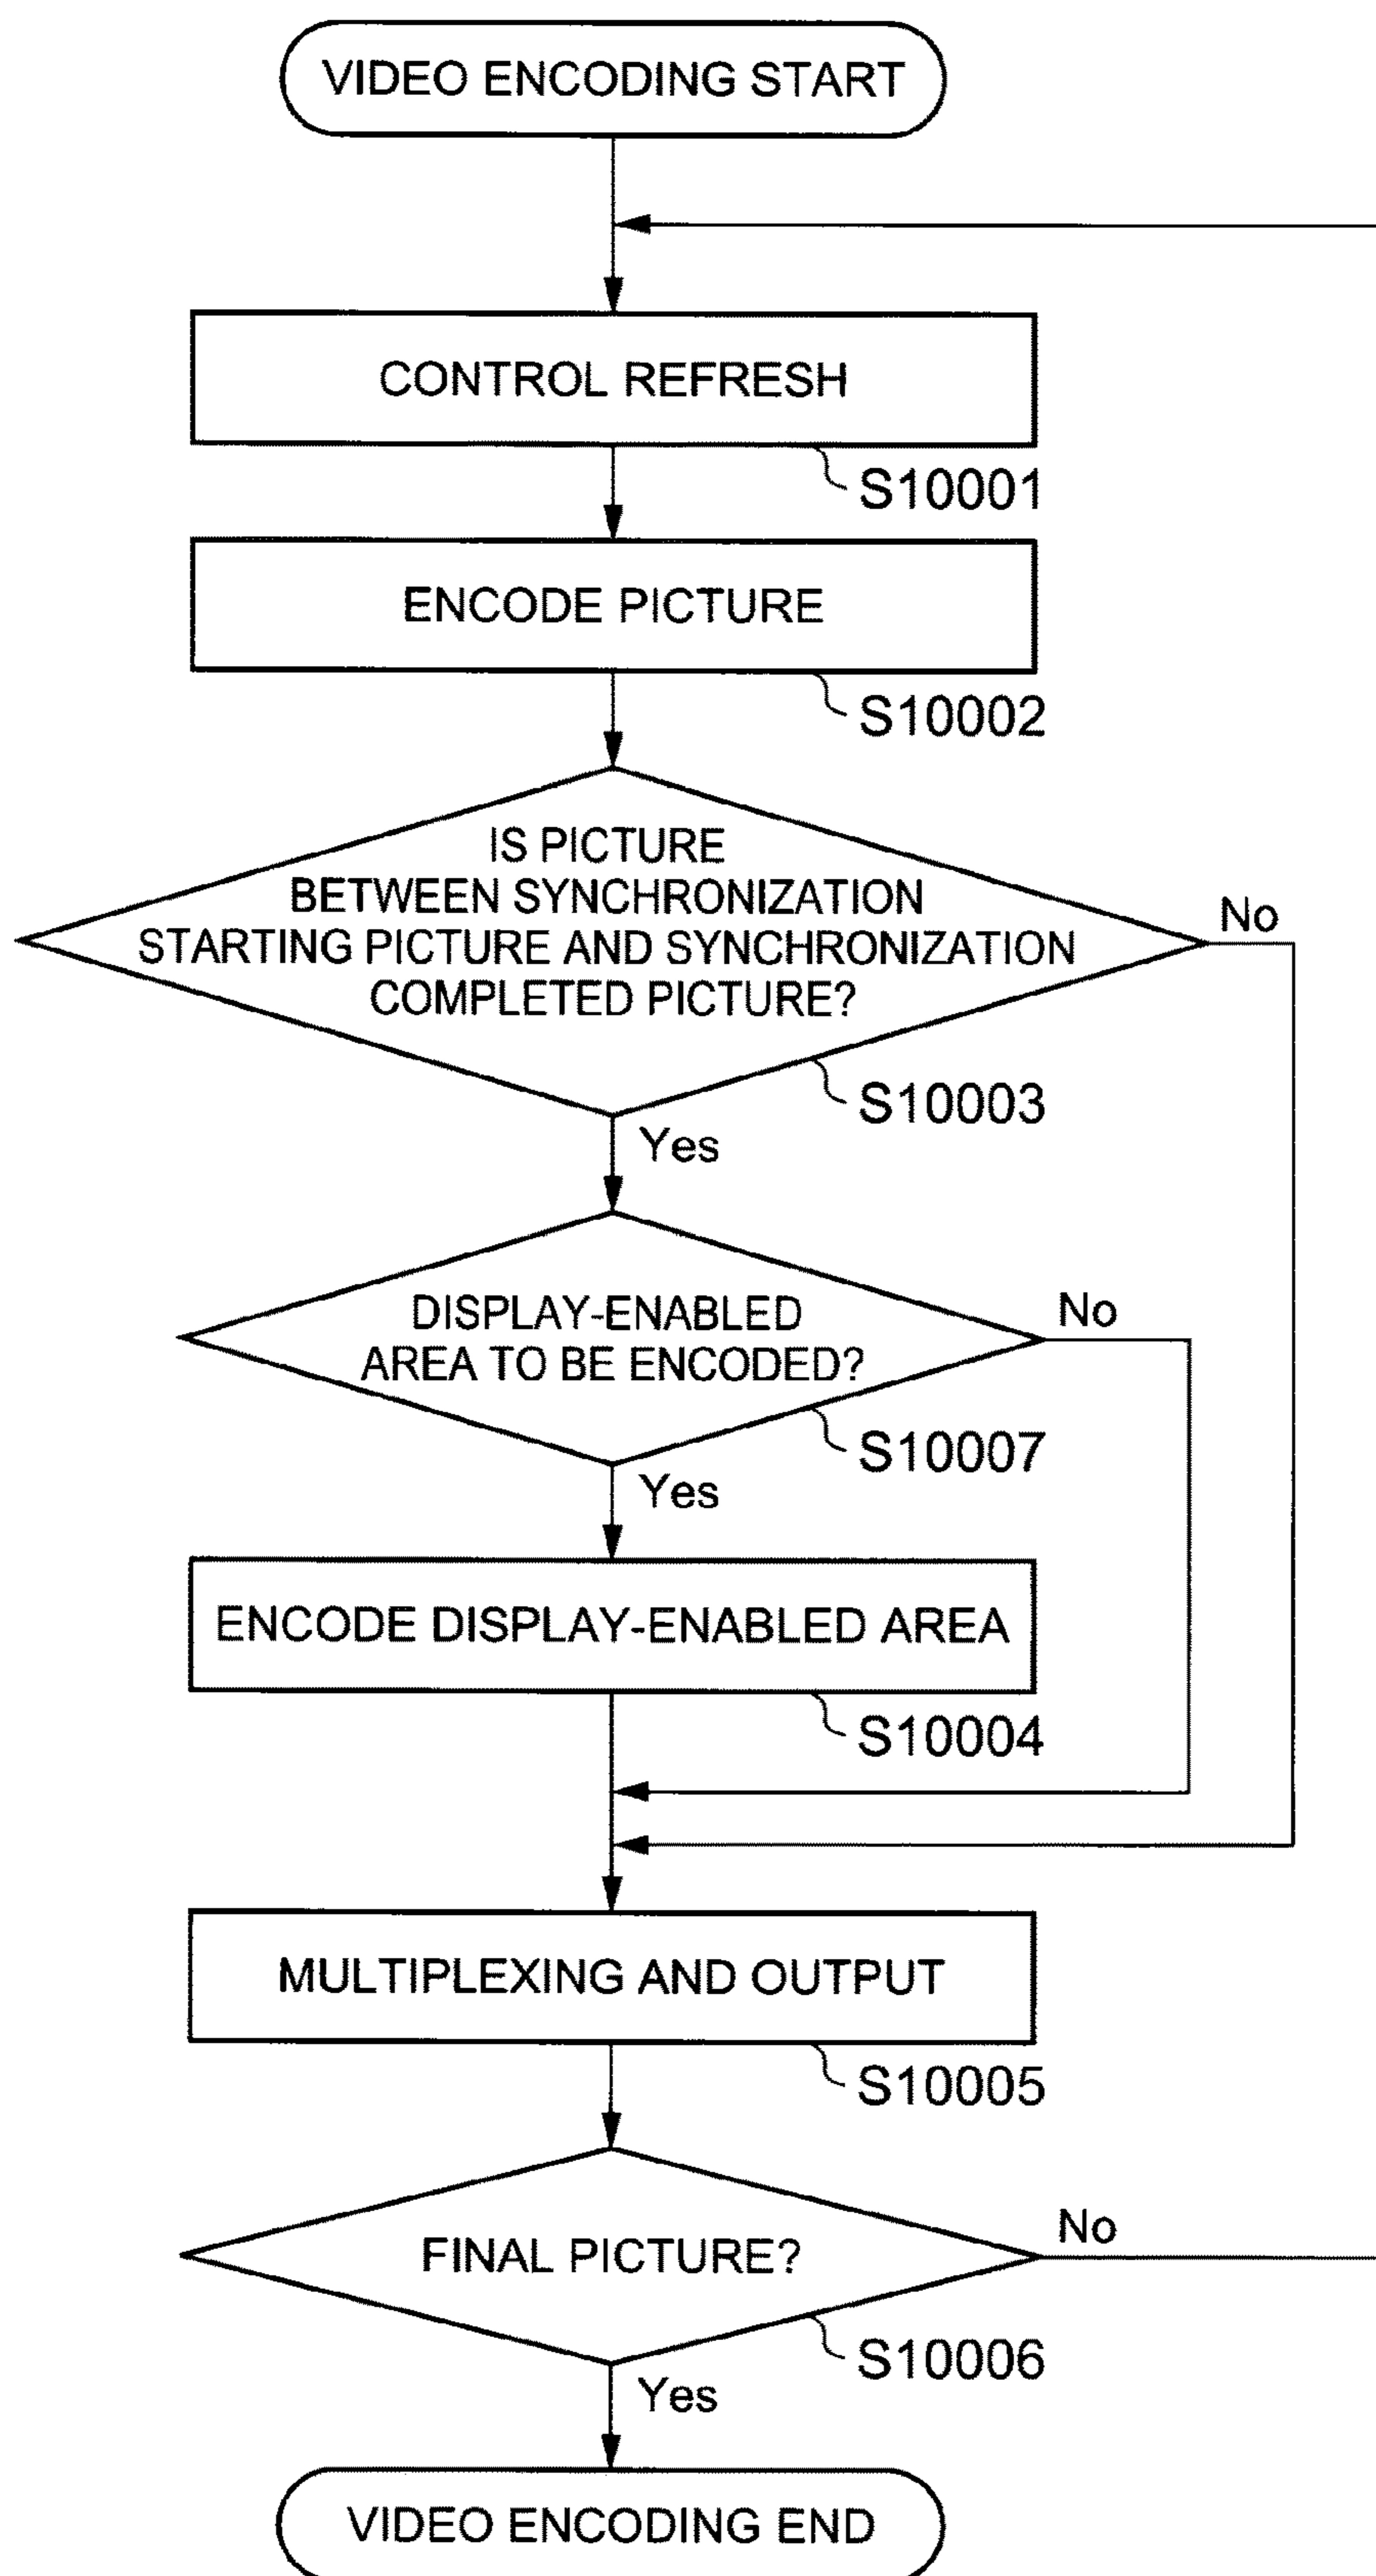 VIDEO ENCODING START
CONTROL REFRESH
S10001
ENCODE PICTURE
S10002
IS PICTURE
BETWEEN SYNCHRONIZATION
STARTING PICTURE AND SYNCHRONIZATION
COMPLETED PICTURE?
No
S10003
Yes
DISPLAY-ENABLED
AREA TO BE ENCODED?
No
S10007
Yes
ENCODE DISPLAY-ENABLED AREA
S10004
MULTIPLEXING AND OUTPUT
S10005
FINAL PICTURE?
No
S10006
Yes
VIDEO ENCODING END